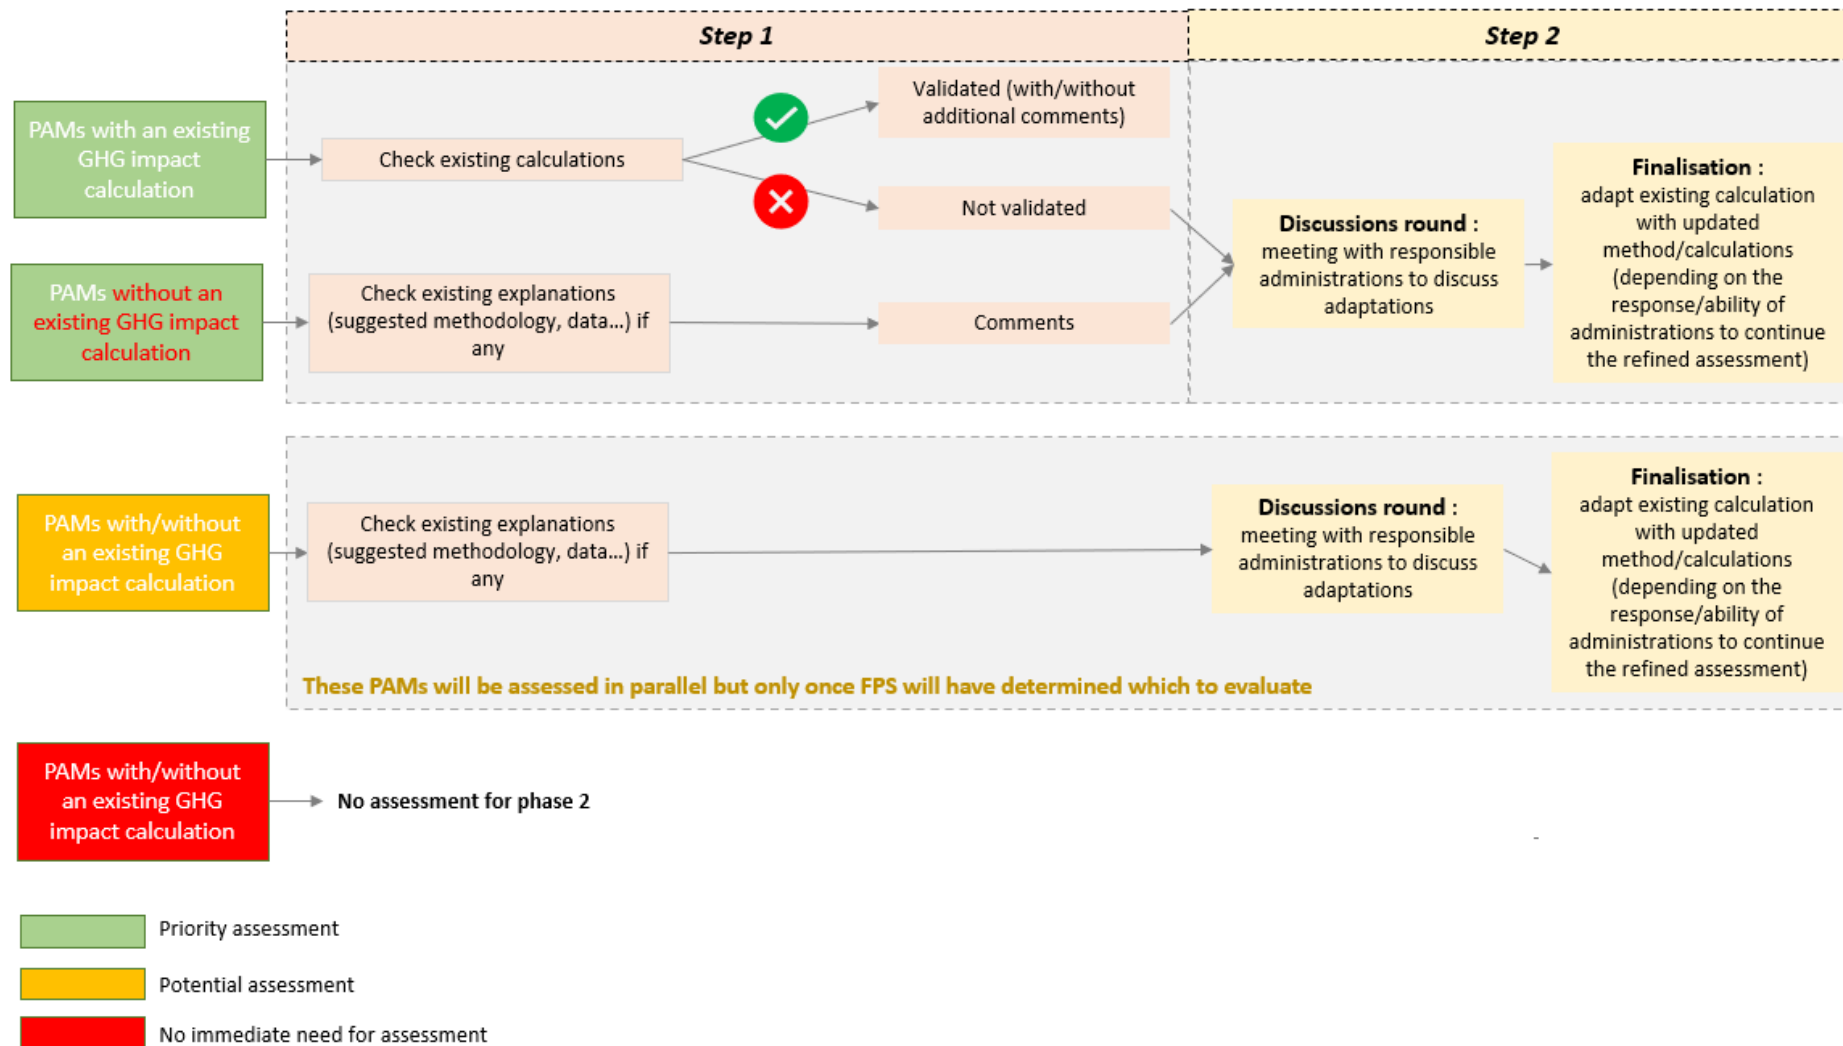 Step 1
Step 2
PAMs with an existing
GHG impact
calculation
Check existing calculations
Validated (with/without
additional comments)
Not validated
PAMs without an
existing GHG impact
calculation
Check existing explanations
(suggested methodology, data...) if
any
Comments
Discussions round :
meeting with responsible
administrations to discuss
adaptations
Finalisation :
adapt existing calculation
with updated
method/calculations
(depending on the
response/ability of
administrations to continue
the refined assessment)
PAMs with/without
an existing GHG
impact calculation
Check existing explanations
(suggested methodology, data...) if
any
Discussions round :
meeting with responsible
administrations to discuss
adaptations
Finalisation :
adapt existing calculation
with updated
method/calculations
(depending on the
response/ability of
administrations to continue
the refined assessment)
These PAMs will be assessed in parallel but only once FPS will have determined which to evaluate
PAMs with/without
an existing GHG
impact calculation
No assessment for phase 2
-
Priority assessment
Potential assessment
No immediate need for assessment